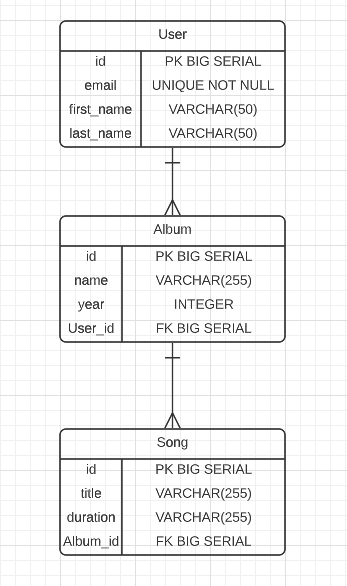 User
id PK BIG SERIAL
email UNIQUE NOT NULL
first_name VARCHAR(50)
last_name VARCHAR(50)
Album
id PK BIG SERIAL
name VARCHAR(255)
year INTEGER
User_id FK BIG SERIAL
Song
id PK BIG SERIAL
title VARCHAR(255)
duration VARCHAR(255)
Album_id FK BIG SERIAL